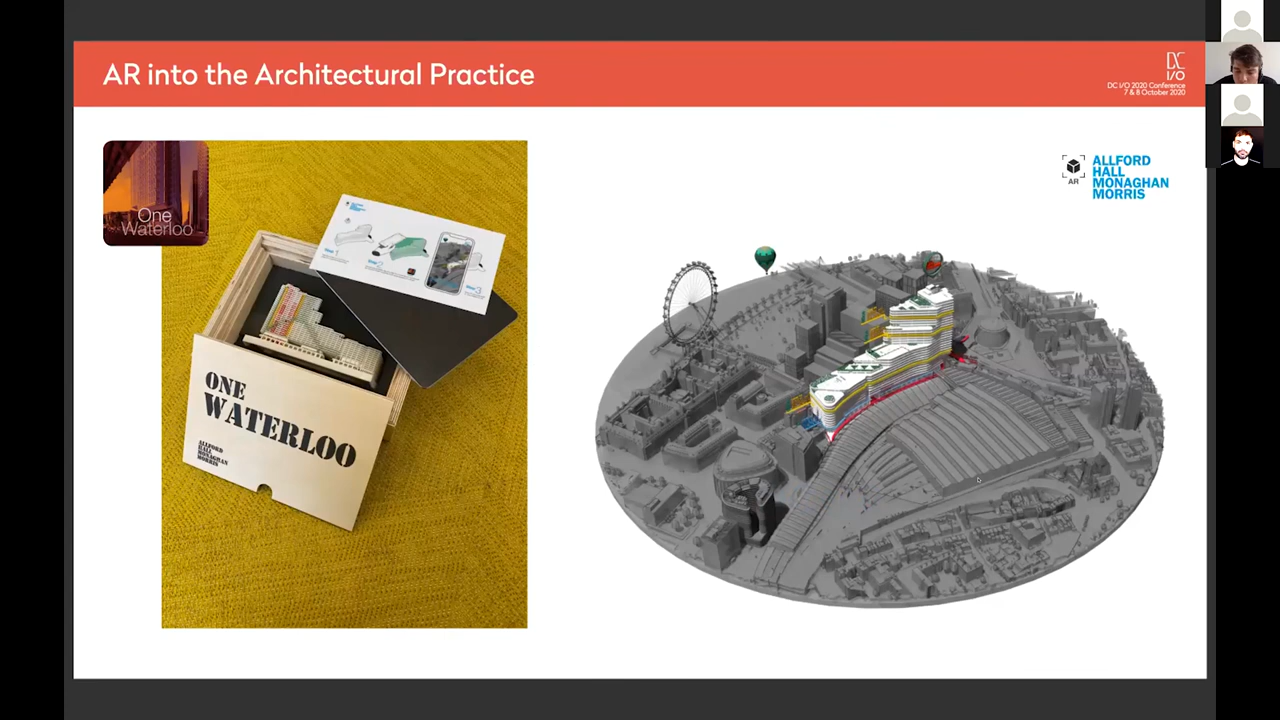 AR into the Architectural Practice
DC
I/O
DC I/O 2020 Conference
7 & 8 October 2020
One
Waterloo
ONE
WATERLOO
ALLFORD
HALL
MONAGHAN
MORRIS
AR
ALLFORD
HALL
MONAGHAN
MORRIS